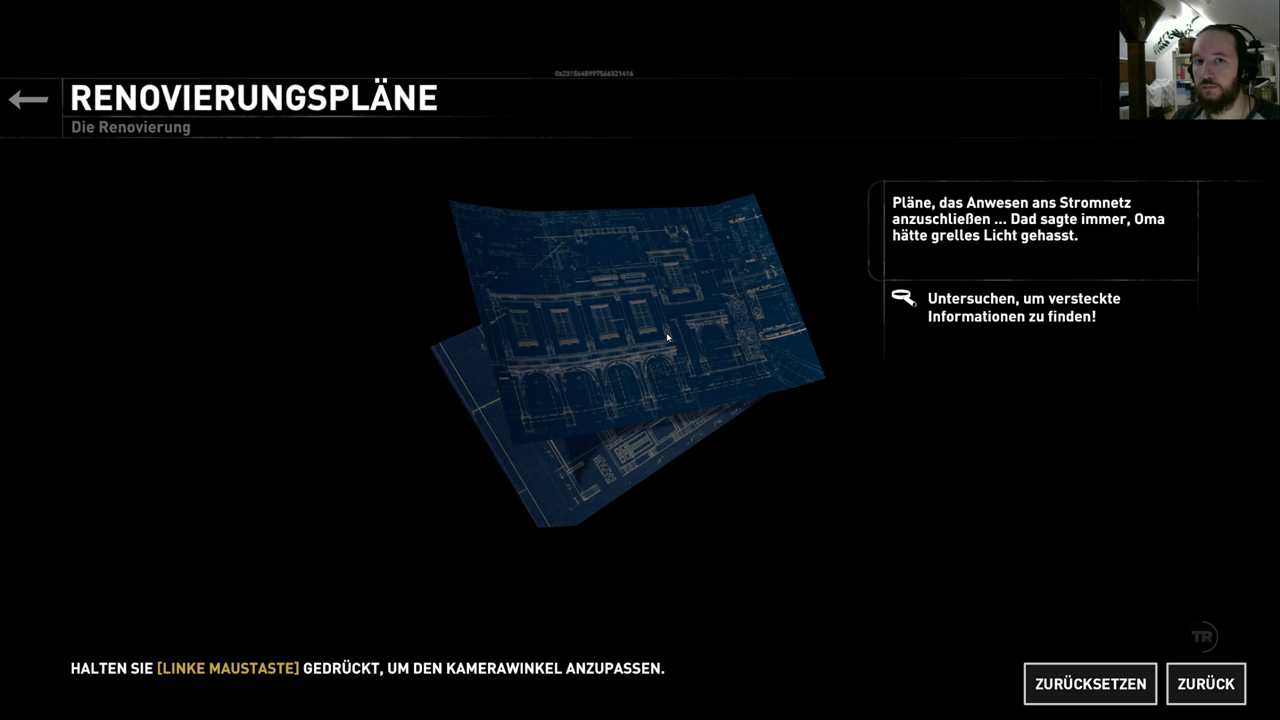 RENOVIERUNGSPLÄNE
Die Renovierung
Pläne, das Anwesen ans Stromnetz
anzuschließen ... Dad sagte immer, Oma
hätte grelles Licht gehasst.
Untersuchen, um versteckte
Informationen zu finden!
TR
HALTEN SIE [LINKE MAUSTASTE] GEDRÜCKT, UM DEN KAMERAWINKEL ANZUPASSEN.
ZURÜCKSETZEN
ZURÜCK